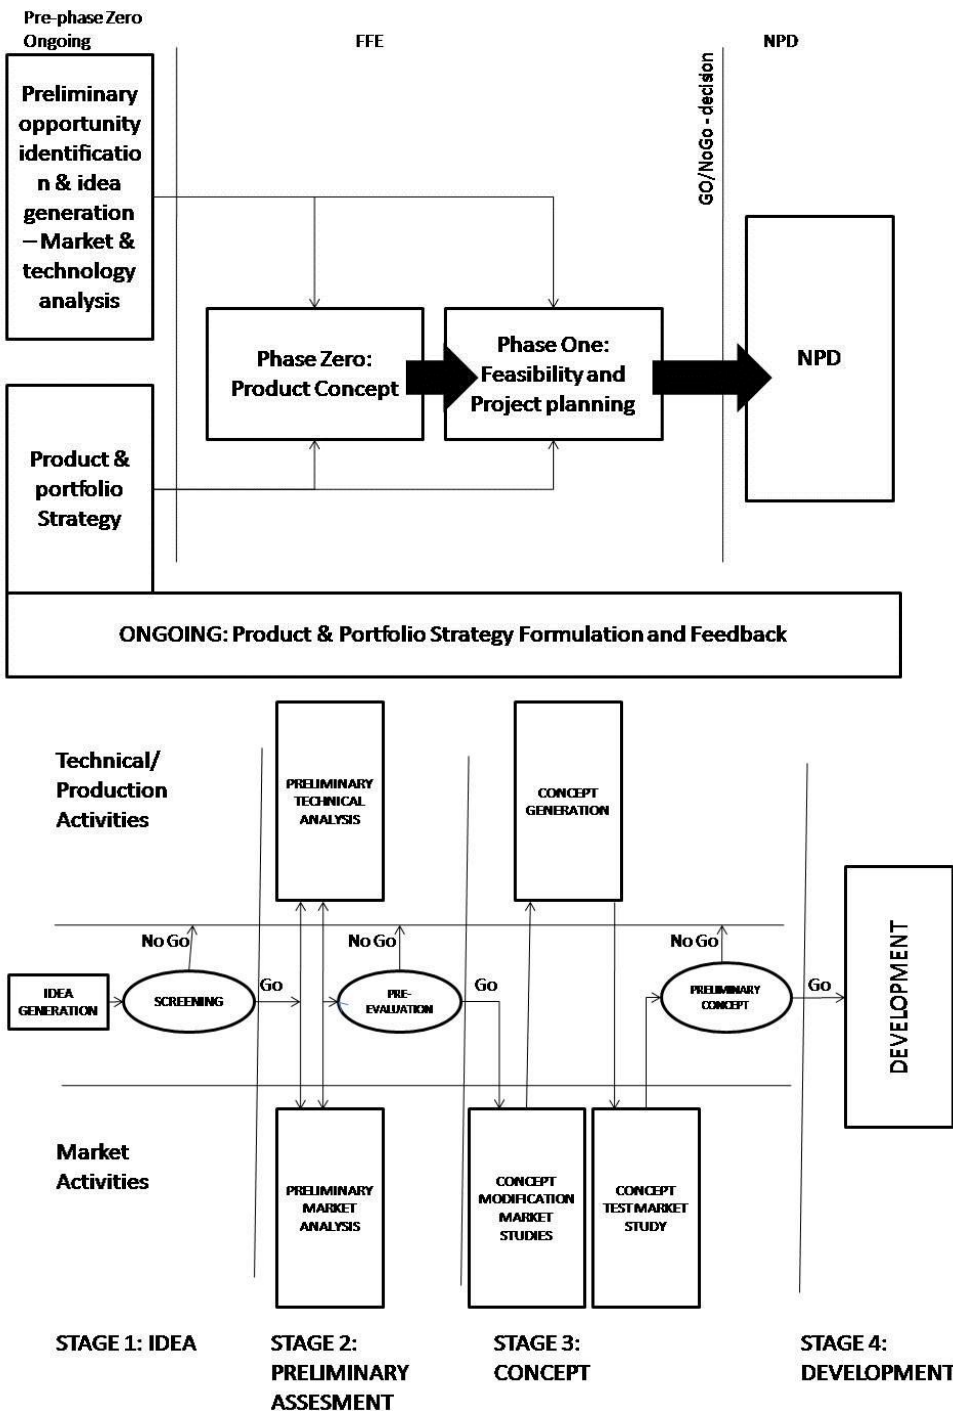 Pre-phase Zero
Ongoing
FFE
NPD
Preliminary
opportunity
identificatio
n & idea
generation
– Market &
technology
analysis
GO/NoGo - decision
Phase Zero:
Product Concept
Phase One:
Feasibility and
Project planning
NPD
Product &
portfolio
Strategy
ONGOING: Product & Portfolio Strategy Formulation and Feedback
Technical/
Production
Activities
PRELIMINARY
TECHNICAL
ANALYSIS
CONCEPT
GENERATION
No Go
No Go
No Go
IDEA
GENERATION
SCREENING
Go
PRE-
EVALUATION
Go
PRELIMINARY
CONCEPT
Go
DEVELOPMENT
Market
Activities
PRELIMINARY
MARKET
ANALYSIS
CONCEPT
MODIFICATION
MARKET
STUDIES
CONCEPT
TEST MARKET
STUDY
STAGE 1: IDEA
STAGE 2:
PRELIMINARY
ASSESMENT
STAGE 3:
CONCEPT
STAGE 4:
DEVELOPMENT